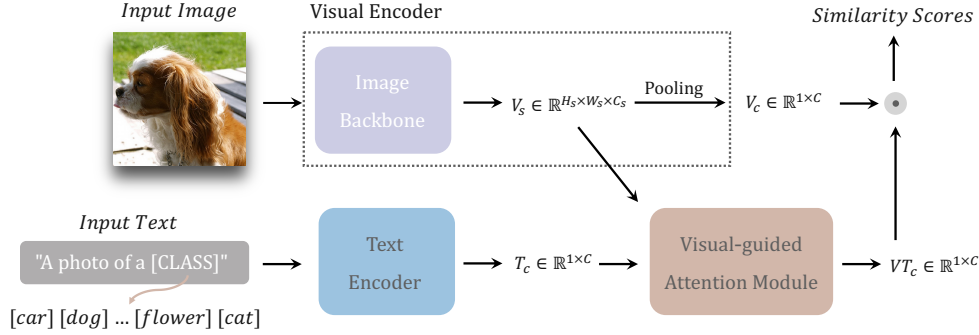 Input Image
Visual Encoder
Similarity Scores
Image
Backbone
V_s ∈ ℝ^{H_s×W_s×C_s}
Pooling
V_c ∈ ℝ^{1×C}
Input Text
"A photo of a [CLASS]"
Text
Encoder
T_c ∈ ℝ^{1×C}
Visual-guided
Attention Module
VT_c ∈ ℝ^{1×C}
[car] [dog] ... [flower] [cat]